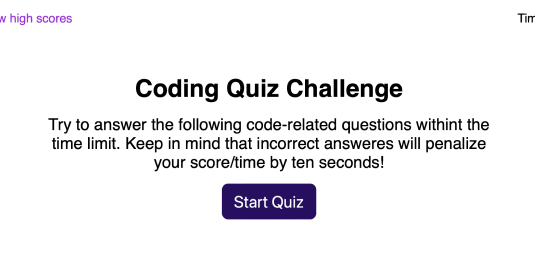 high scores
Coding Quiz Challenge
Try to answer the following code-related questions withint the
time limit. Keep in mind that incorrect answeres will penalize
your score/time by ten seconds!
Start Quiz